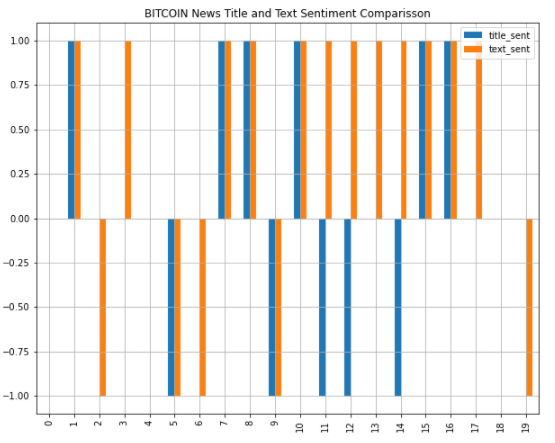 BITCOIN News Title and Text Sentiment Comparisson
title_sent
text_sent
1.00
0.75
0.50
0.25
0.00
−0.25
−0.50
−0.75
−1.00
0 1 2 3 4 5 6 7 8 9 10 11 12 13 14 15 16 17 18 19